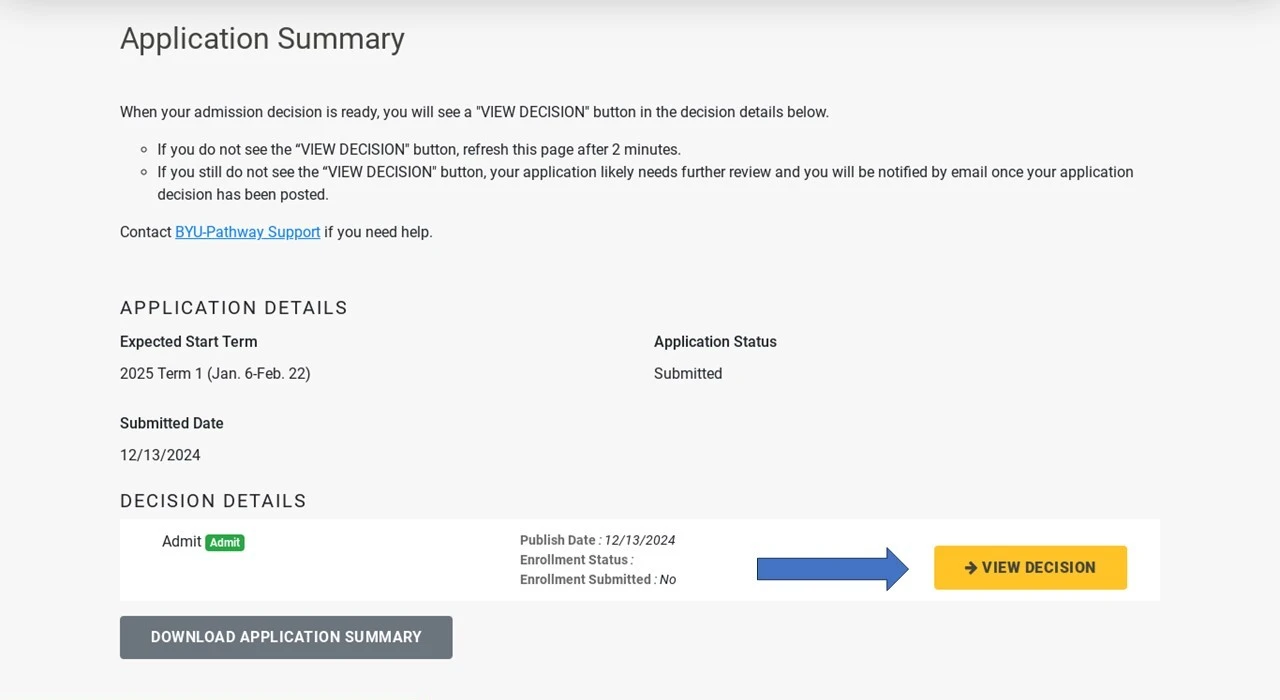 Application Summary
When your admission decision is ready, you will see a "VIEW DECISION" button in the decision details below.
If you do not see the “VIEW DECISION" button, refresh this page after 2 minutes.
If you still do not see the “VIEW DECISION" button, your application likely needs further review and you will be notified by email once your application
decision has been posted.
Contact BYU-Pathway Support if you need help.
APPLICATION DETAILS
Expected Start Term
2025 Term 1 (Jan. 6-Feb. 22)
Application Status
Submitted
Submitted Date
12/13/2024
DECISION DETAILS
Admit Admit
Publish Date : 12/13/2024
Enrollment Status :
Enrollment Submitted : No
VIEW DECISION
DOWNLOAD APPLICATION SUMMARY